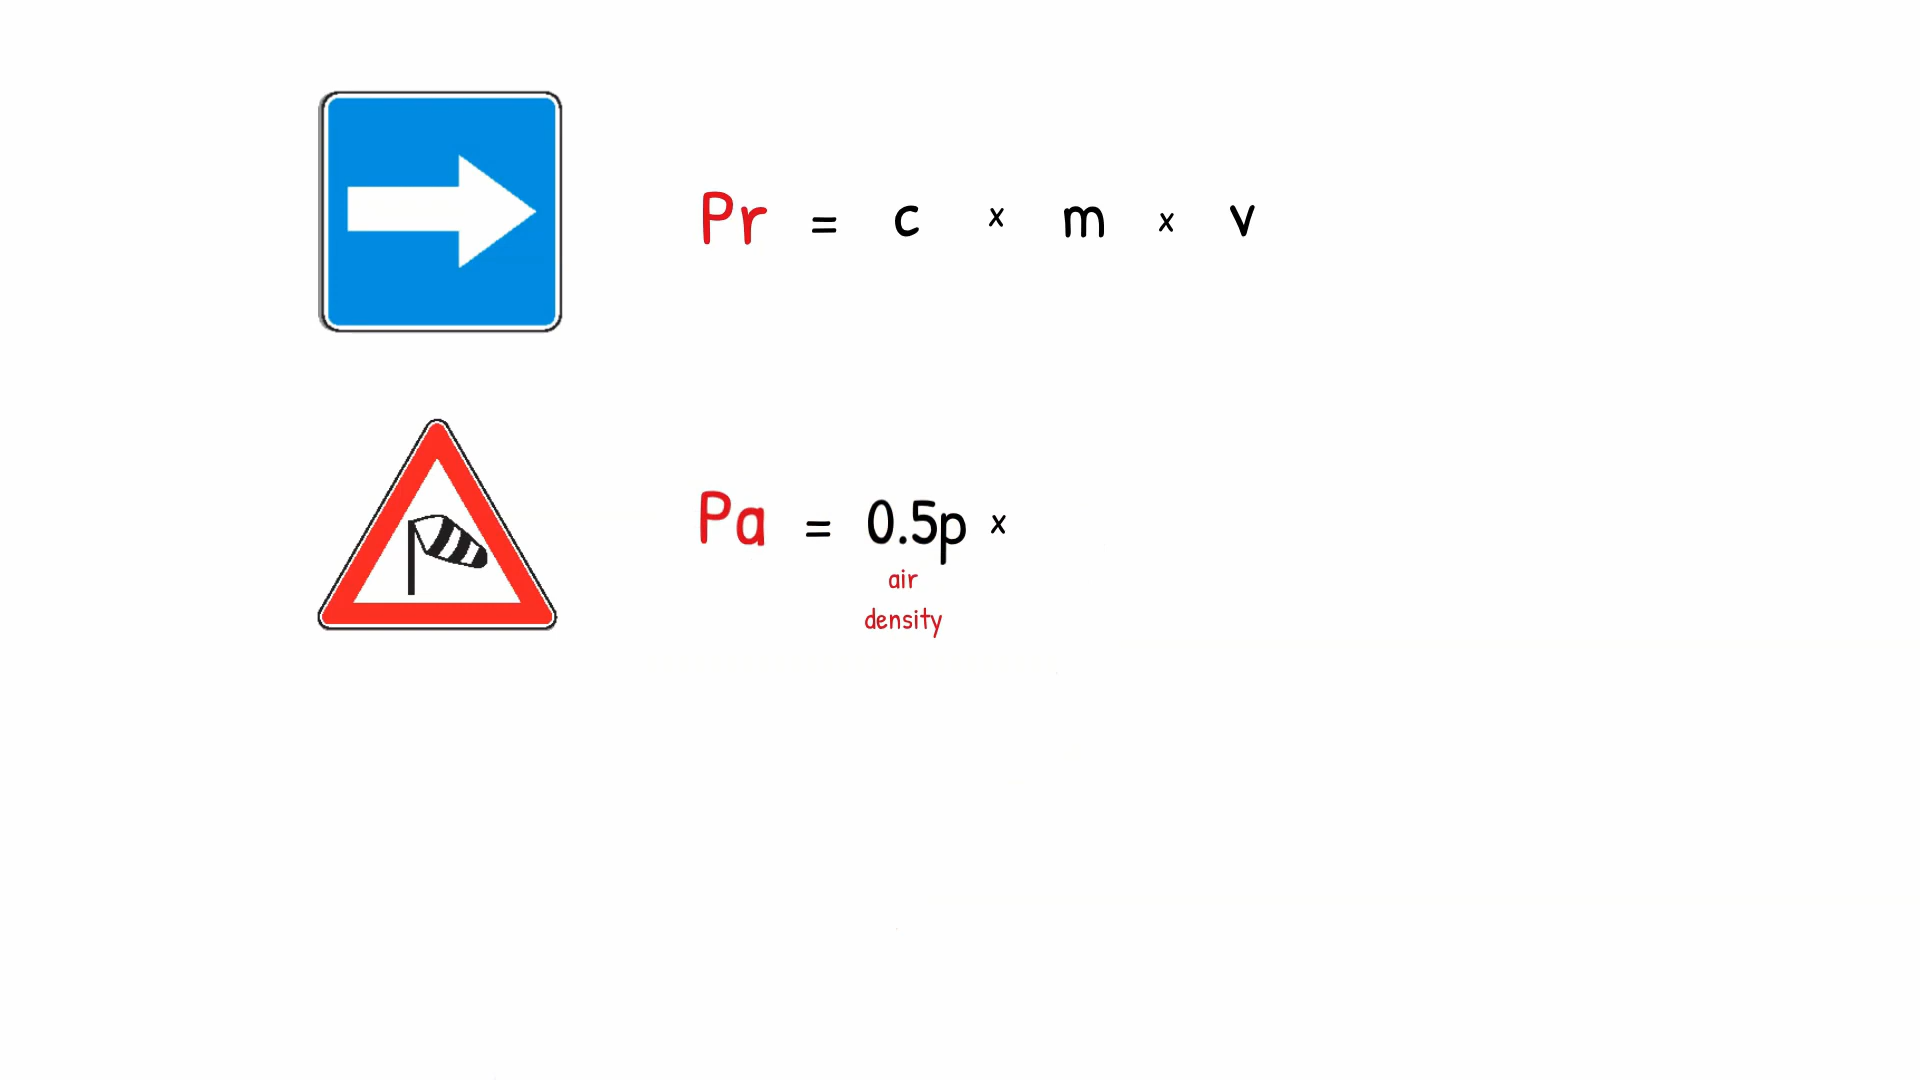 Pr = c x m x v
Pa = 0.5p x
air
density